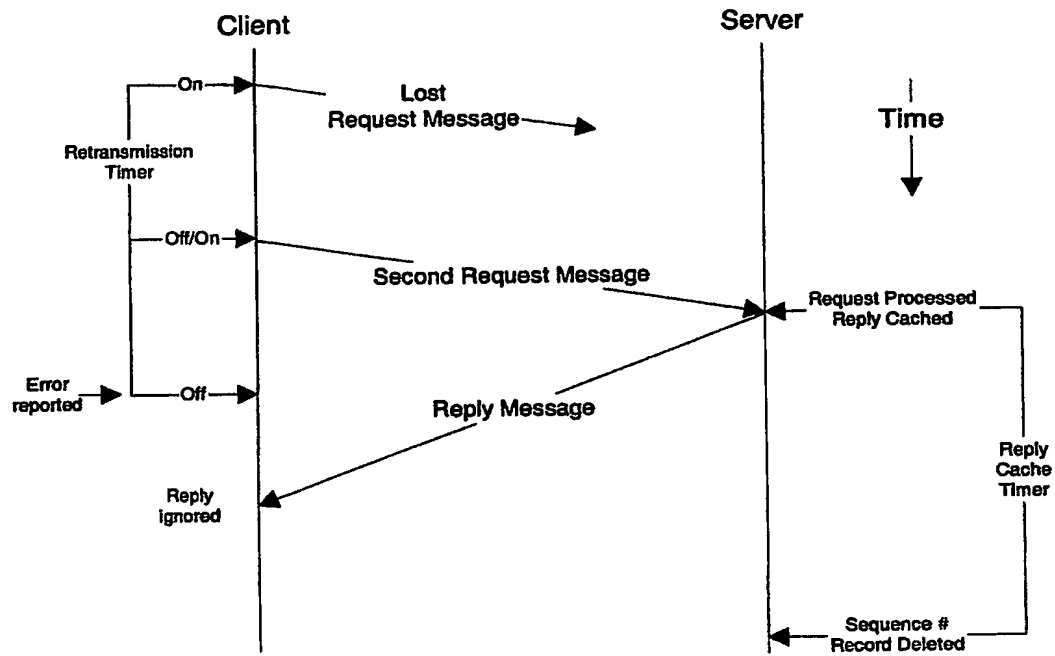 Client
Server
On
Lost
Request Message
Time
Retransmission
Timer
Off/On
Second Request Message
Request Processed
Reply Cached
Error
reported
Off
Reply Message
Reply
Cache
Timer
Reply
ignored
Sequence #
Record Deleted